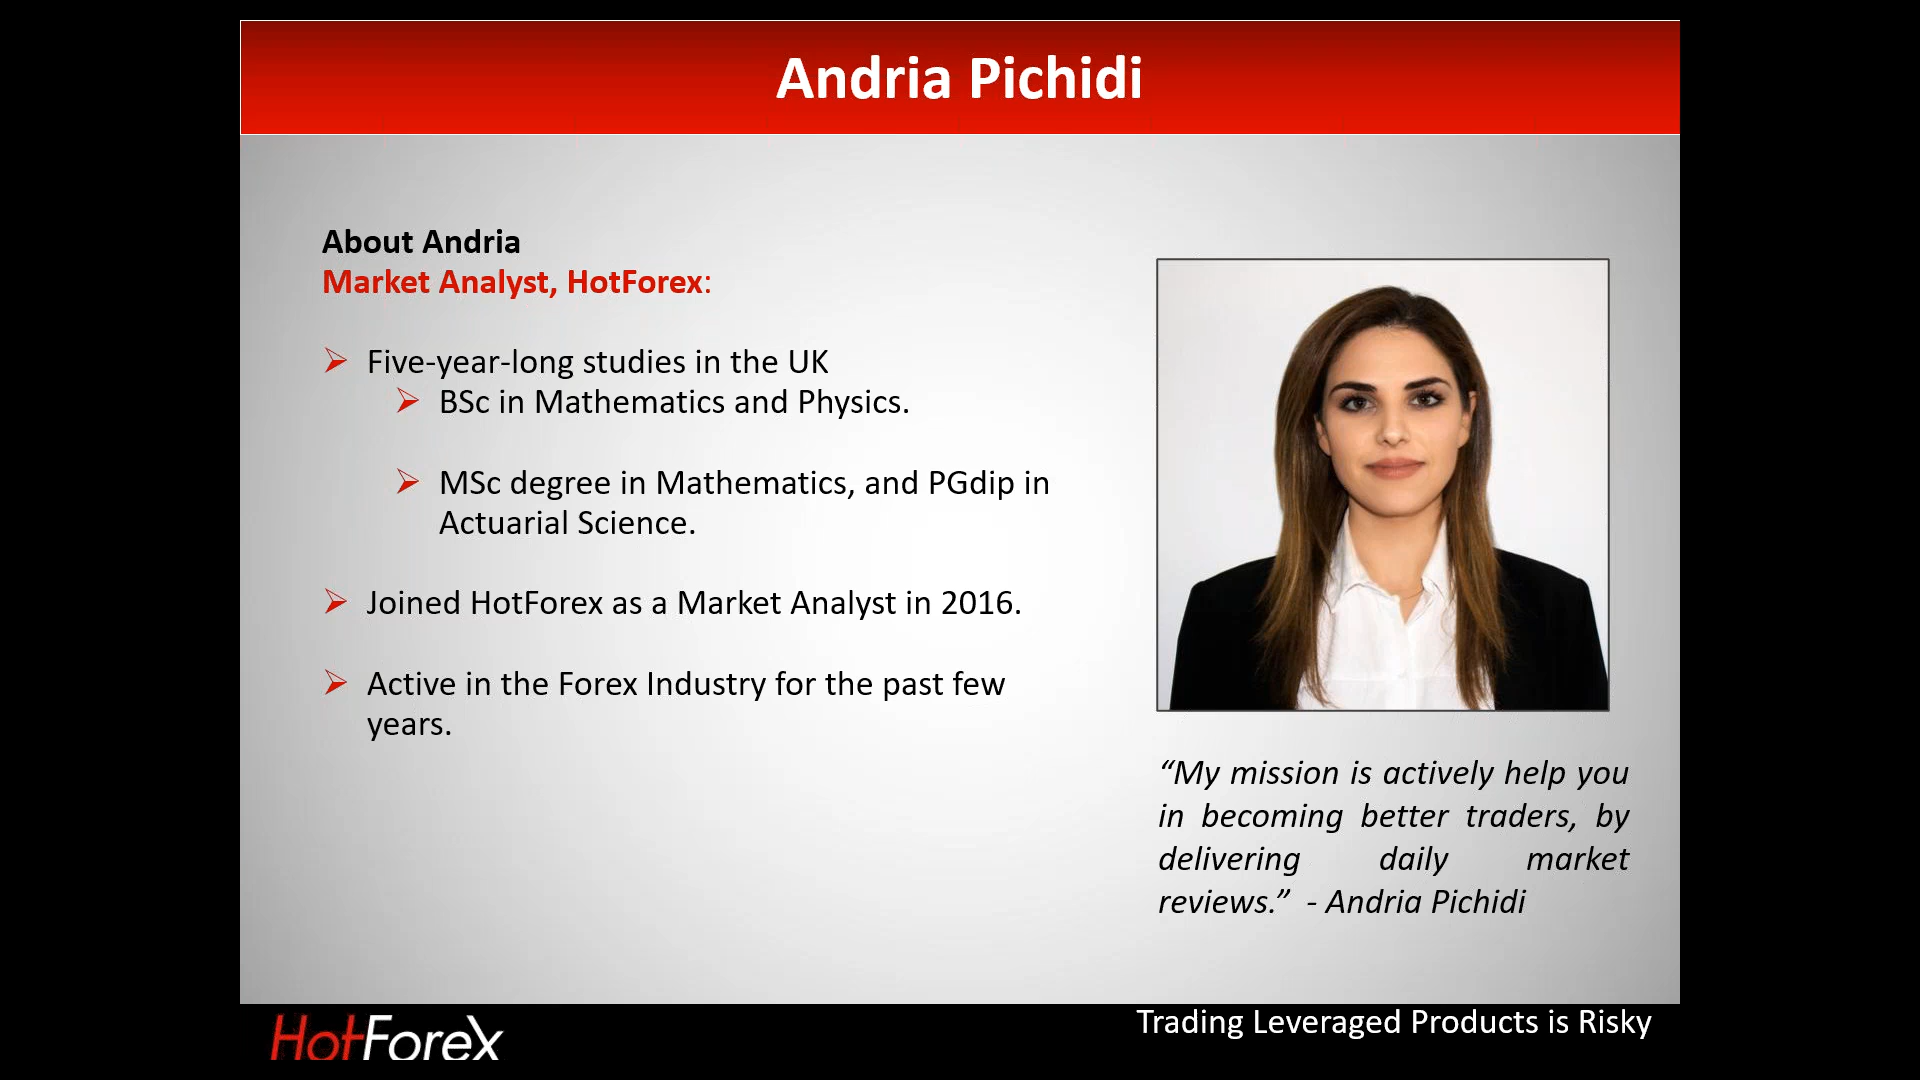 Andria Pichidi
About Andria
Market Analyst, HotForex:
Five-year-long studies in the UK
BSc in Mathematics and Physics.
MSc degree in Mathematics, and PGdip in
Actuarial Science.
Joined HotForex as a Market Analyst in 2016.
Active in the Forex Industry for the past few
years.
“My mission is actively help you
in becoming better traders, by
delivering daily market
reviews.” - Andria Pichidi
HotForex
Trading Leveraged Products is Risky